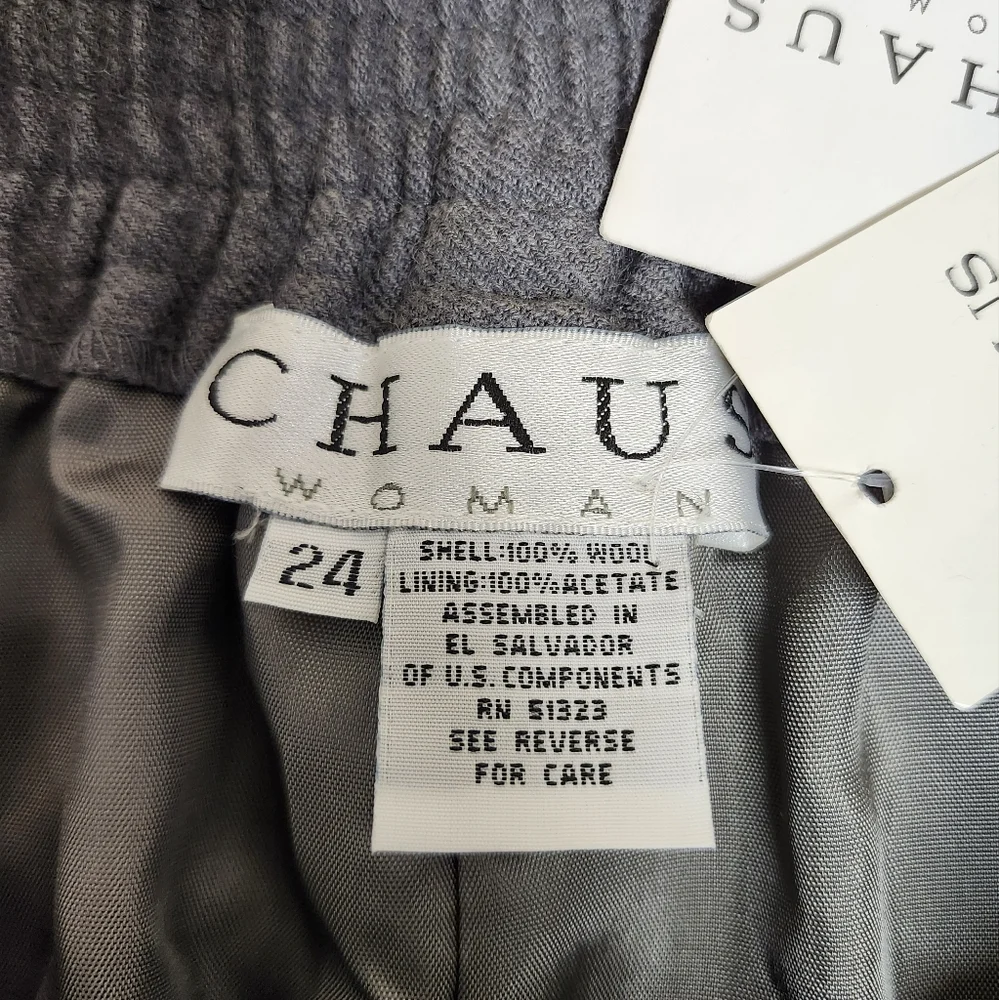 CHAUS
WOMAN
24
SHELL:100% WOOL
LINING:100%ACETATE
ASSEMBLED IN
EL SALVADOR
OF U.S. COMPONENTS
RN 51323
SEE REVERSE
FOR CARE
HAUS